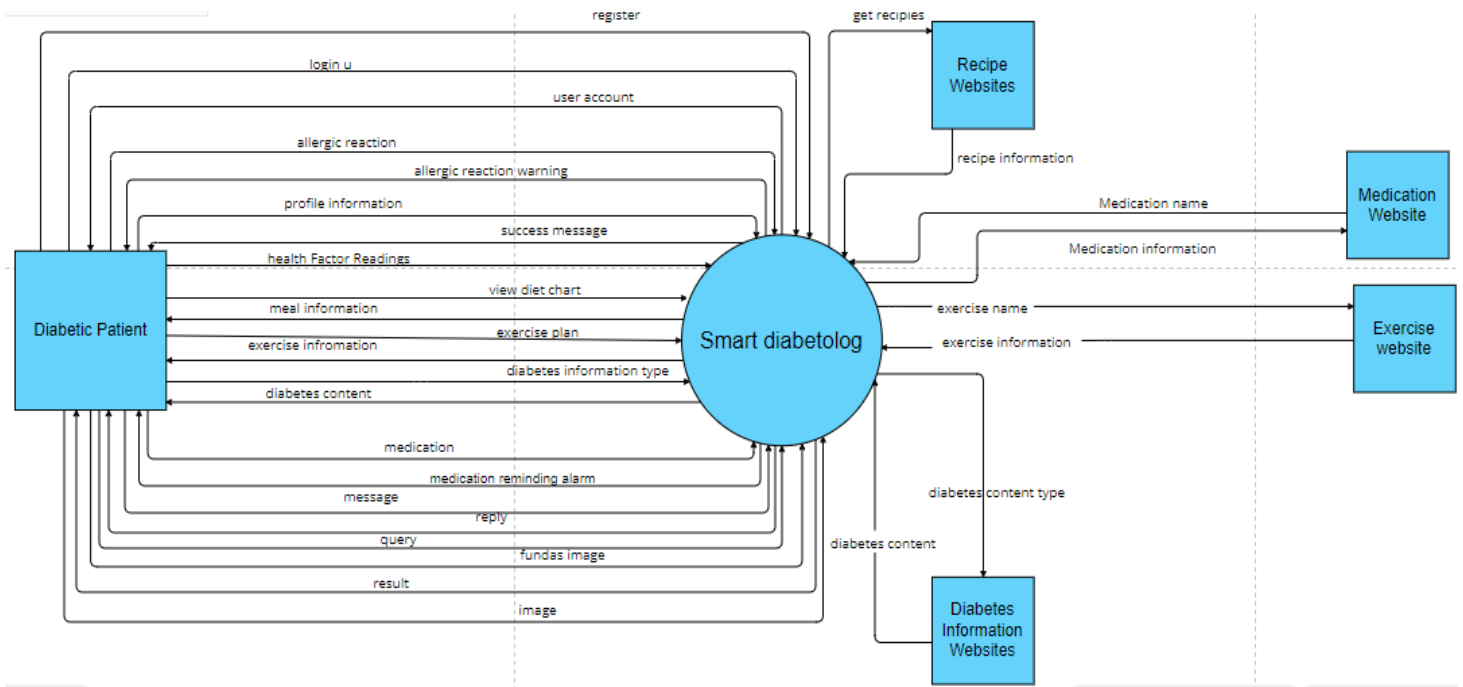 register
get recipies
Recipe
Websites
login u
user account
allergic reaction
recipe information
allergic reaction warning
Medication
Website
profile information
Medication name
success message
Medication information
health Factor Readings
view diet chart
meal information
exercise name
Diabetic Patient
exercise plan
Smart diabetolog
Exercise
website
exercise infromation
exercise information
diabetes information type
diabetes content
medication
medication reminding alarm
message
diabetes content type
reply
query
diabetes content
fundas image
result
image
Diabetes
Information
Websites